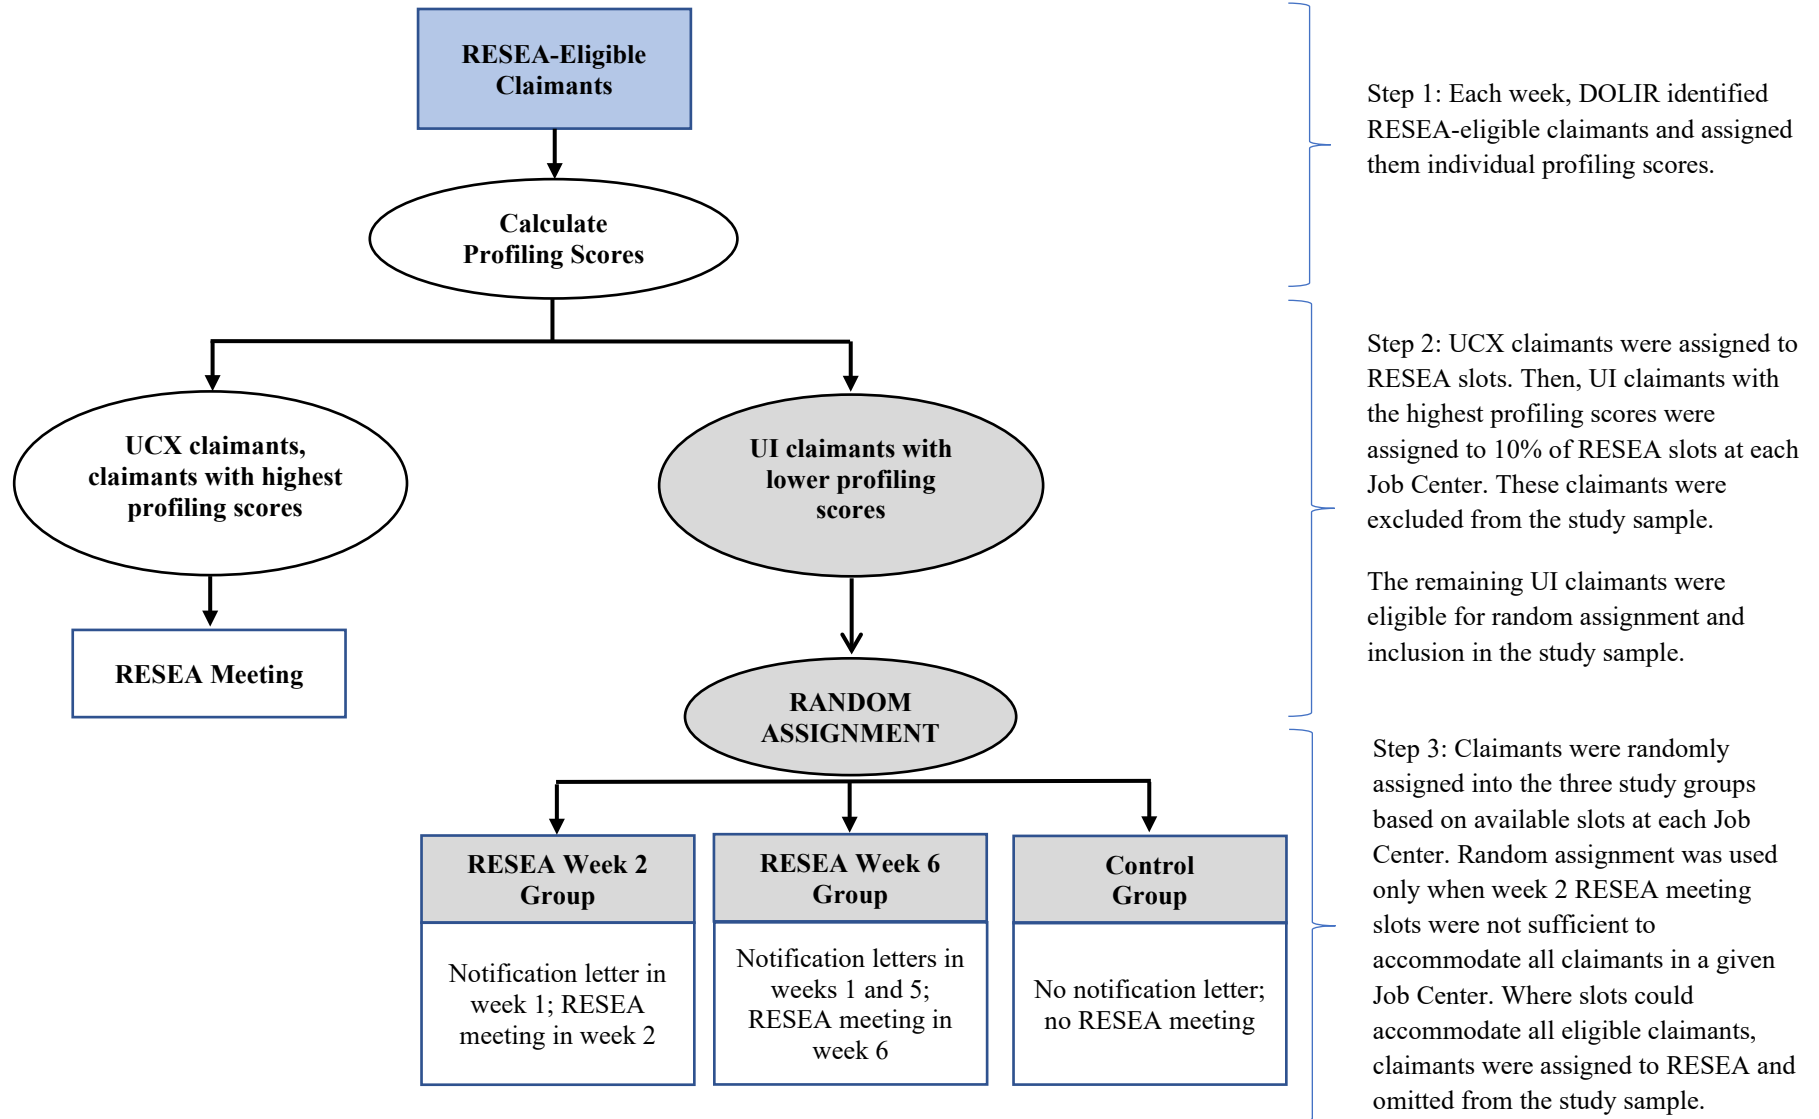 RESEA-Eligible
Claimants
Calculate
Profiling Scores
UCX claimants,
claimants with highest
profiling scores
UI claimants with
lower profiling
scores
RESEA Meeting
RANDOM
ASSIGNMENT
RESEA Week 2
Group
Notification letter in
week 1; RESEA
meeting in week 2
RESEA Week 6
Group
Notification letters in
weeks 1 and 5;
RESEA meeting in
week 6
Control
Group
No notification letter;
no RESEA meeting
Step 1: Each week, DOLIR identified
RESEA-eligible claimants and assigned
them individual profiling scores.
Step 2: UCX claimants were assigned to
RESEA slots. Then, UI claimants with
the highest profiling scores were
assigned to 10% of RESEA slots at each
Job Center. These claimants were
excluded from the study sample.
The remaining UI claimants were
eligible for random assignment and
inclusion in the study sample.
Step 3: Claimants were randomly
assigned into the three study groups
based on available slots at each Job
Center. Random assignment was used
only when week 2 RESEA meeting
slots were not sufficient to
accommodate all claimants in a given
Job Center. Where slots could
accommodate all eligible claimants,
claimants were assigned to RESEA and
omitted from the study sample.